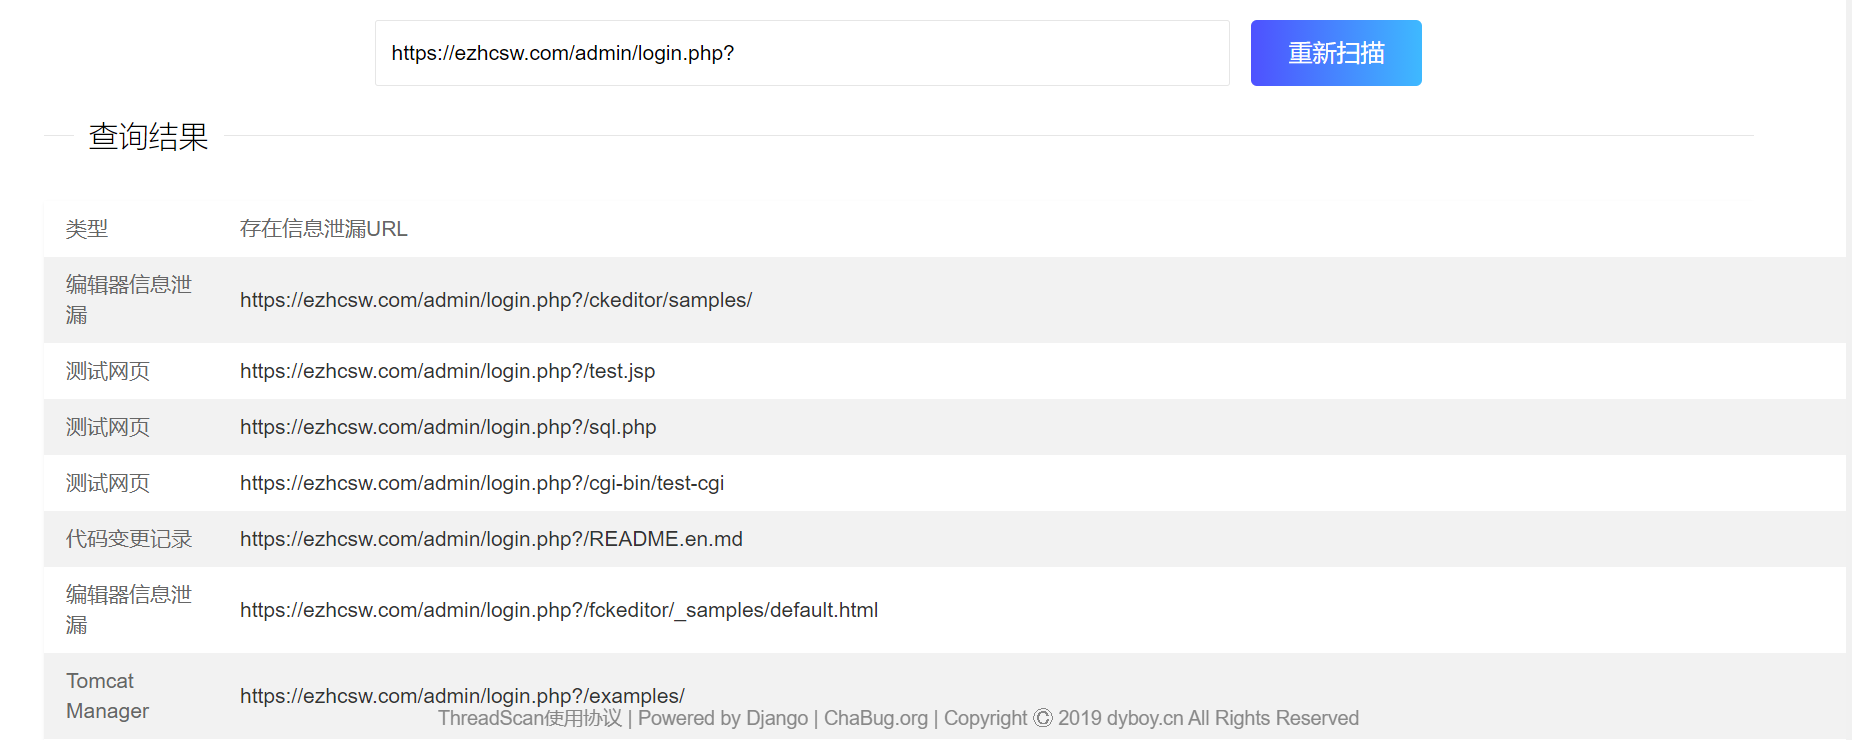 https://ezhcsw.com/admin/login.php?
重新扫描
查询结果
类型 存在信息泄漏URL
编辑器信息泄
漏
https://ezhcsw.com/admin/login.php?/ckeditor/samples/
测试网页 https://ezhcsw.com/admin/login.php?/test.jsp
测试网页 https://ezhcsw.com/admin/login.php?/sql.php
测试网页 https://ezhcsw.com/admin/login.php?/cgi-bin/test-cgi
代码变更记录 https://ezhcsw.com/admin/login.php?/README.en.md
编辑器信息泄
漏
https://ezhcsw.com/admin/login.php?/fckeditor/_samples/default.html
Tomcat
Manager
https://ezhcsw.com/admin/login.php?/examples/
ThreadScan使用协议 | Powered by Django | ChaBug.org | Copyright © 2019 dyboy.cn All Rights Reserved